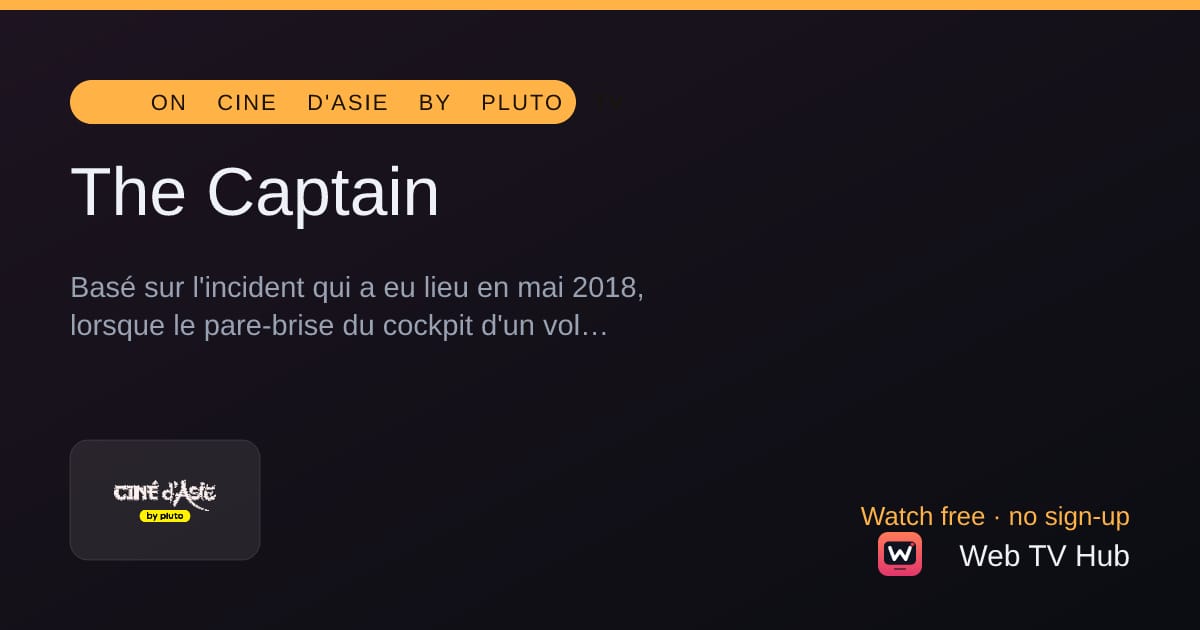 ON CINE D'ASIE BY PLUTO TV
The Captain
Basé sur l'incident qui a eu lieu en mai 2018,
lorsque le pare-brise du cockpit d'un vol…
CINÉ d'Asie
by pluto
Watch free · no sign-up
W
Web TV Hub